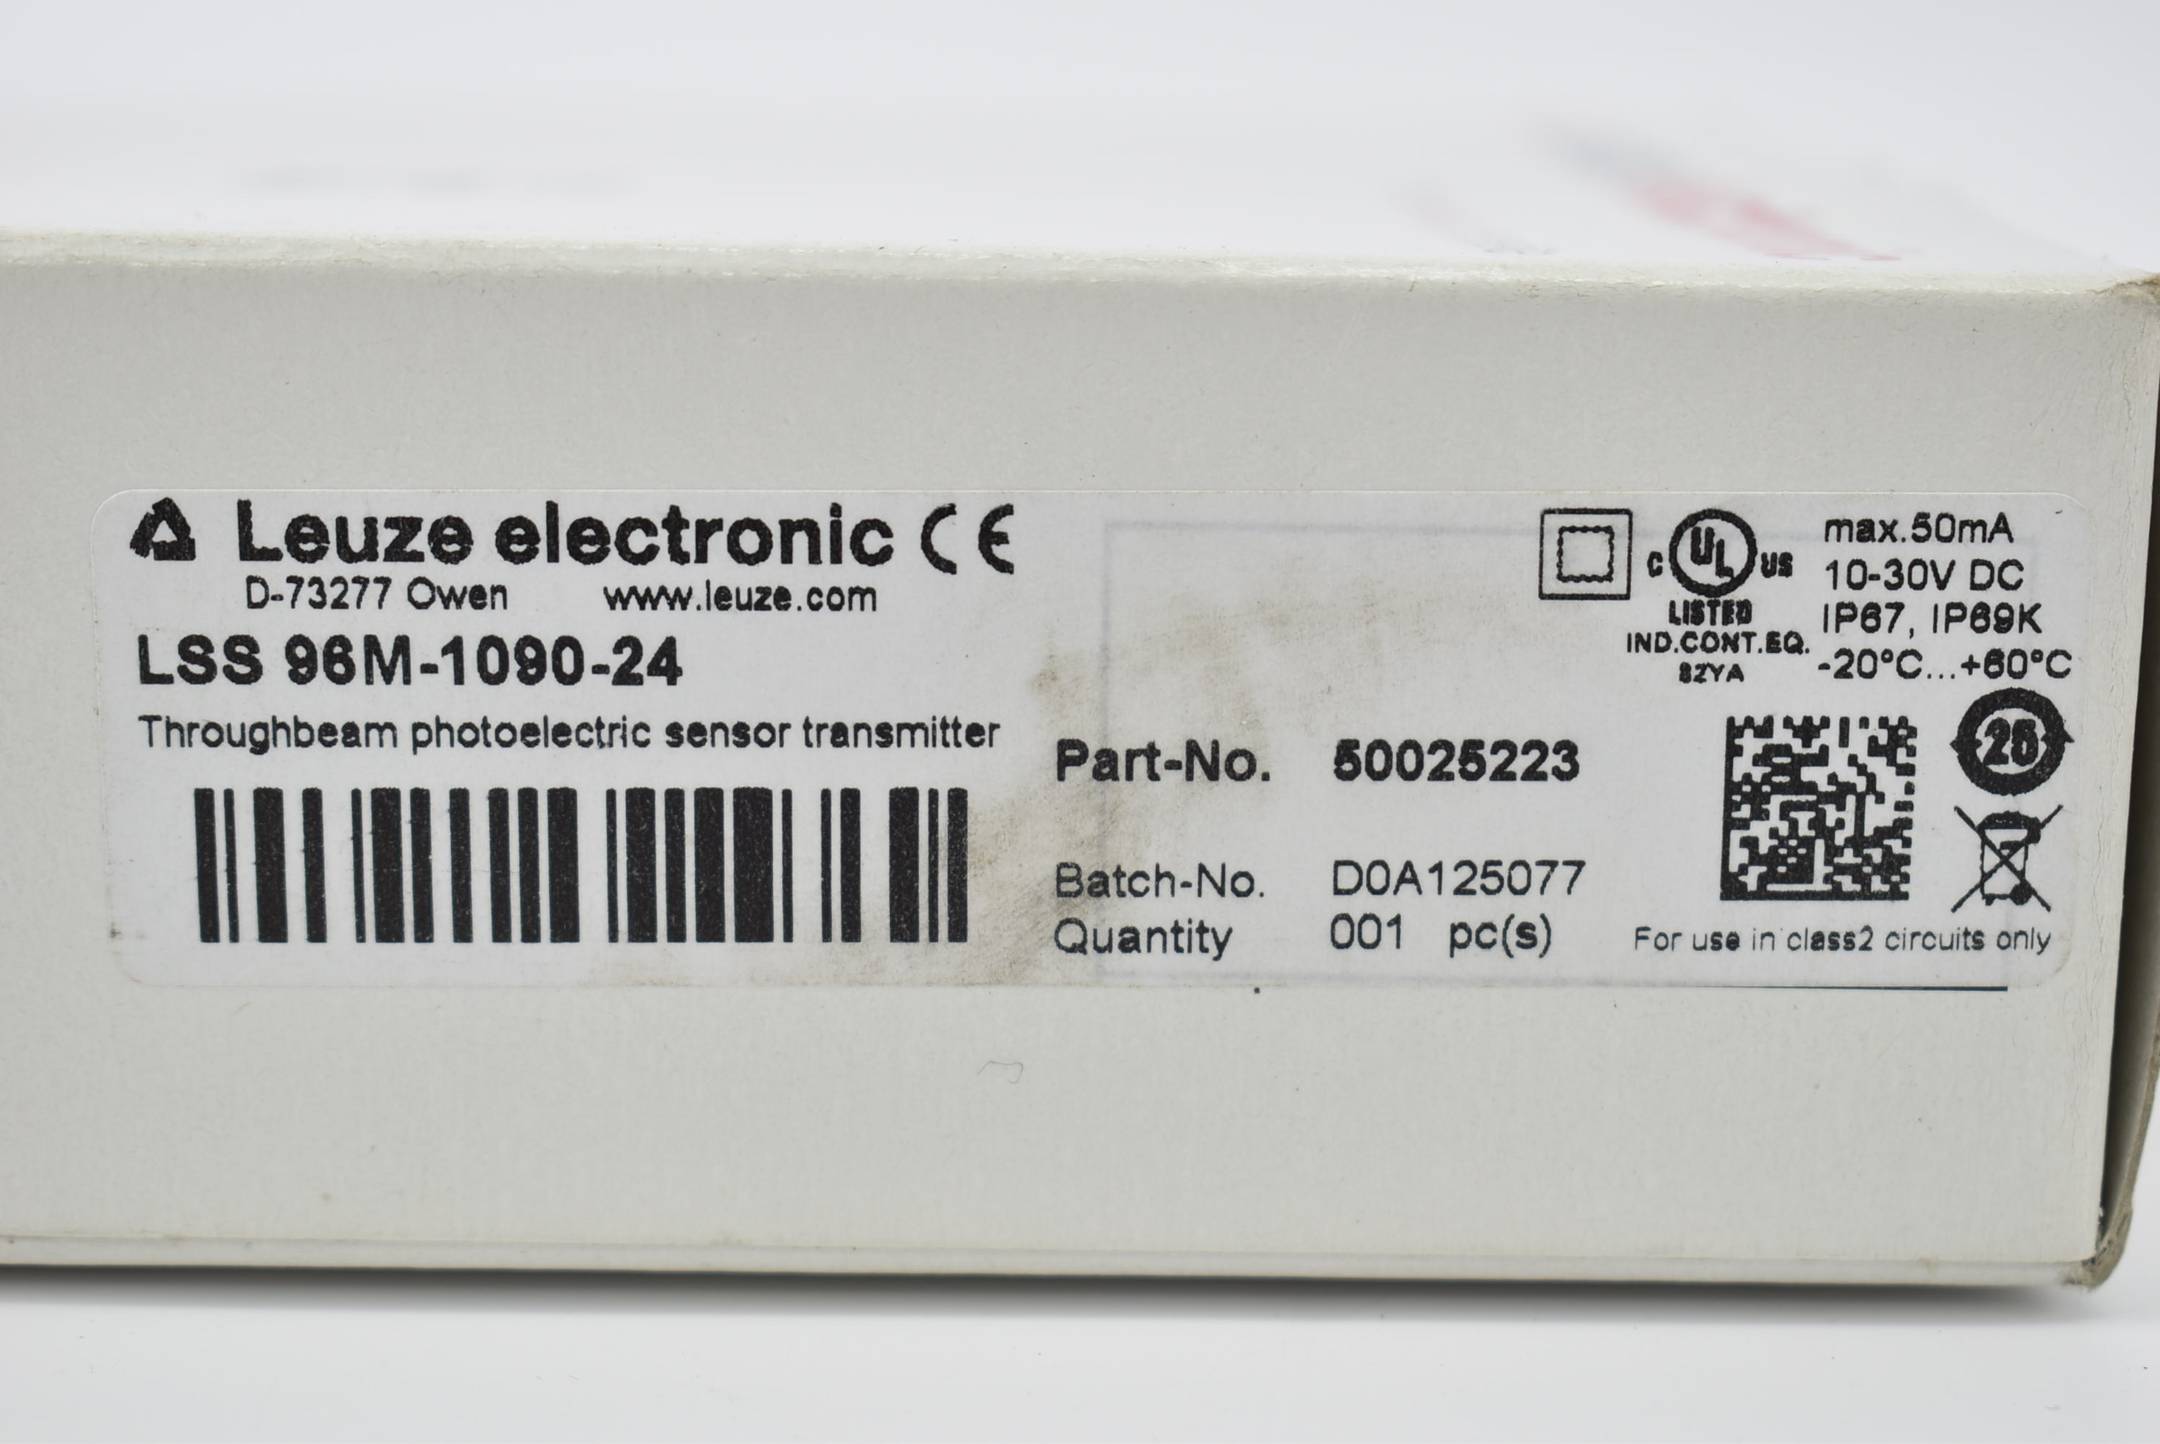 Leuze electronic CE
D-73277 Owen www.leuze.com
LSS 96M-1090-24
Throughbeam photoelectric sensor transmitter
Part-No. 50025223
Batch-No. D0A125077
Quantity 001 pc(s)
C UL US
LISTED
IND.CONT.EQ.
8ZYA
max.50mA
10-30V DC
IP67, IP69K
-20°C...+60°C
25
For use in class2 circuits only